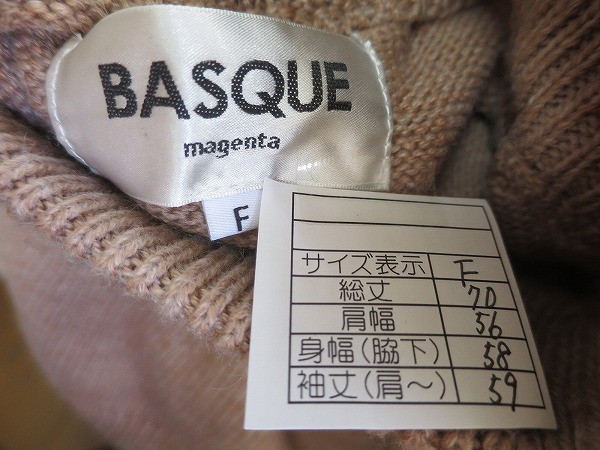 BASQUE
magenta
F
サイズ表示 F
総丈 70
肩幅 56
身幅(脇下) 58
袖丈(肩〜) 59